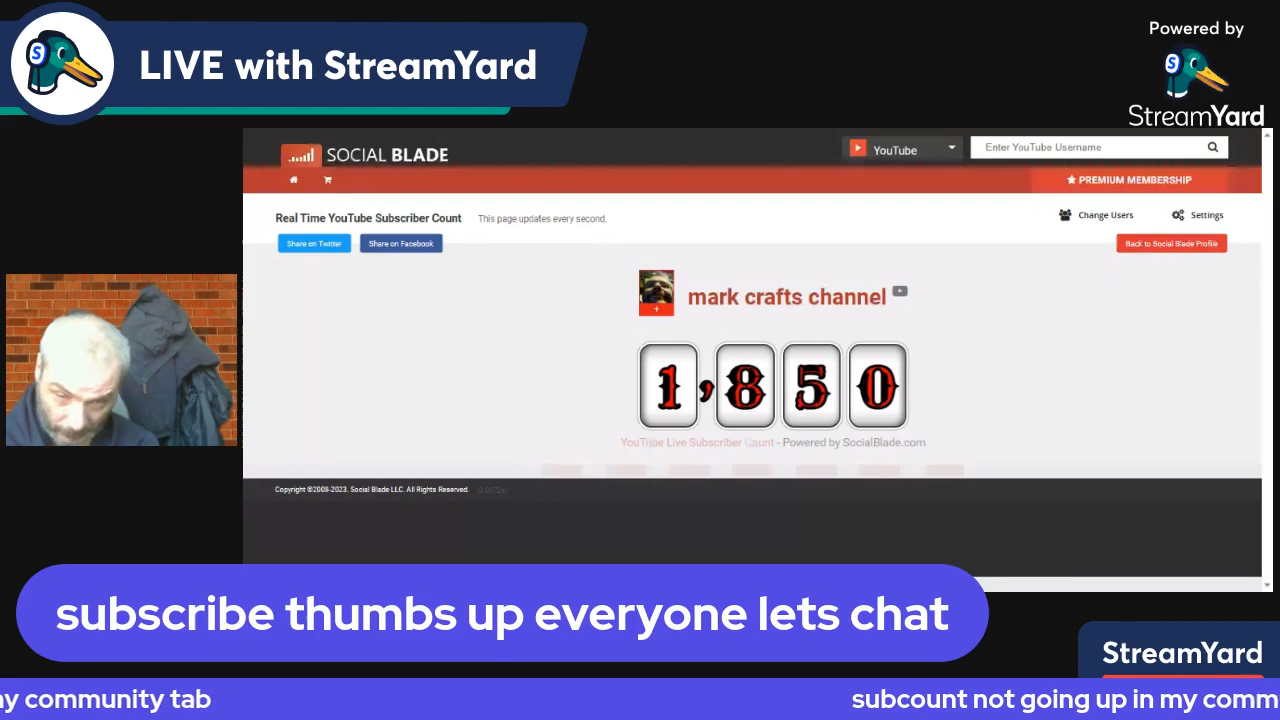 LIVE with StreamYard
Powered by
StreamYard
SOCIAL BLADE
YouTube
Enter YouTube Username
PREMIUM MEMBERSHIP
Real Time YouTube Subscriber Count
This page updates every second.
Change Users
Settings
Share on Twitter
Share on Facebook
Back to Social Blade Profile
mark crafts channel
1,850
YouTube Live Subscriber Count - Powered by SocialBlade.com
Copyright ©2008-2023. Social Blade LLC. All Rights Reserved.
subscribe thumbs up everyone lets chat
StreamYard
my community tab
subcount not going up in my comm